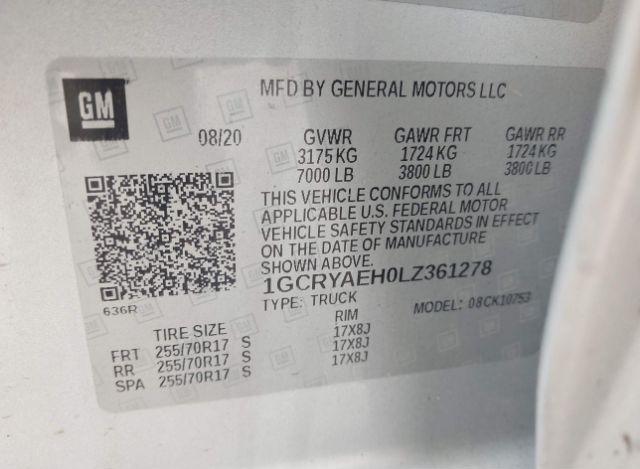 GM
MFD BY GENERAL MOTORS LLC
08/20 GVWR GAWR FRT GAWR RR
3175 KG 1724 KG 1724 KG
7000 LB 3800 LB 3800 LB
THIS VEHICLE CONFORMS TO ALL
APPLICABLE U.S. FEDERAL MOTOR
VEHICLE SAFETY STANDARDS IN EFFECT
ON THE DATE OF MANUFACTURE
SHOWN ABOVE.
1GCRYAEH0LZ361278
636R
TYPE: TRUCK MODEL: 08CK10753
TIRE SIZE RIM
FRT 255/70R17 S 17X8J
RR 255/70R17 S 17X8J
SPA 255/70R17 S 17X8J